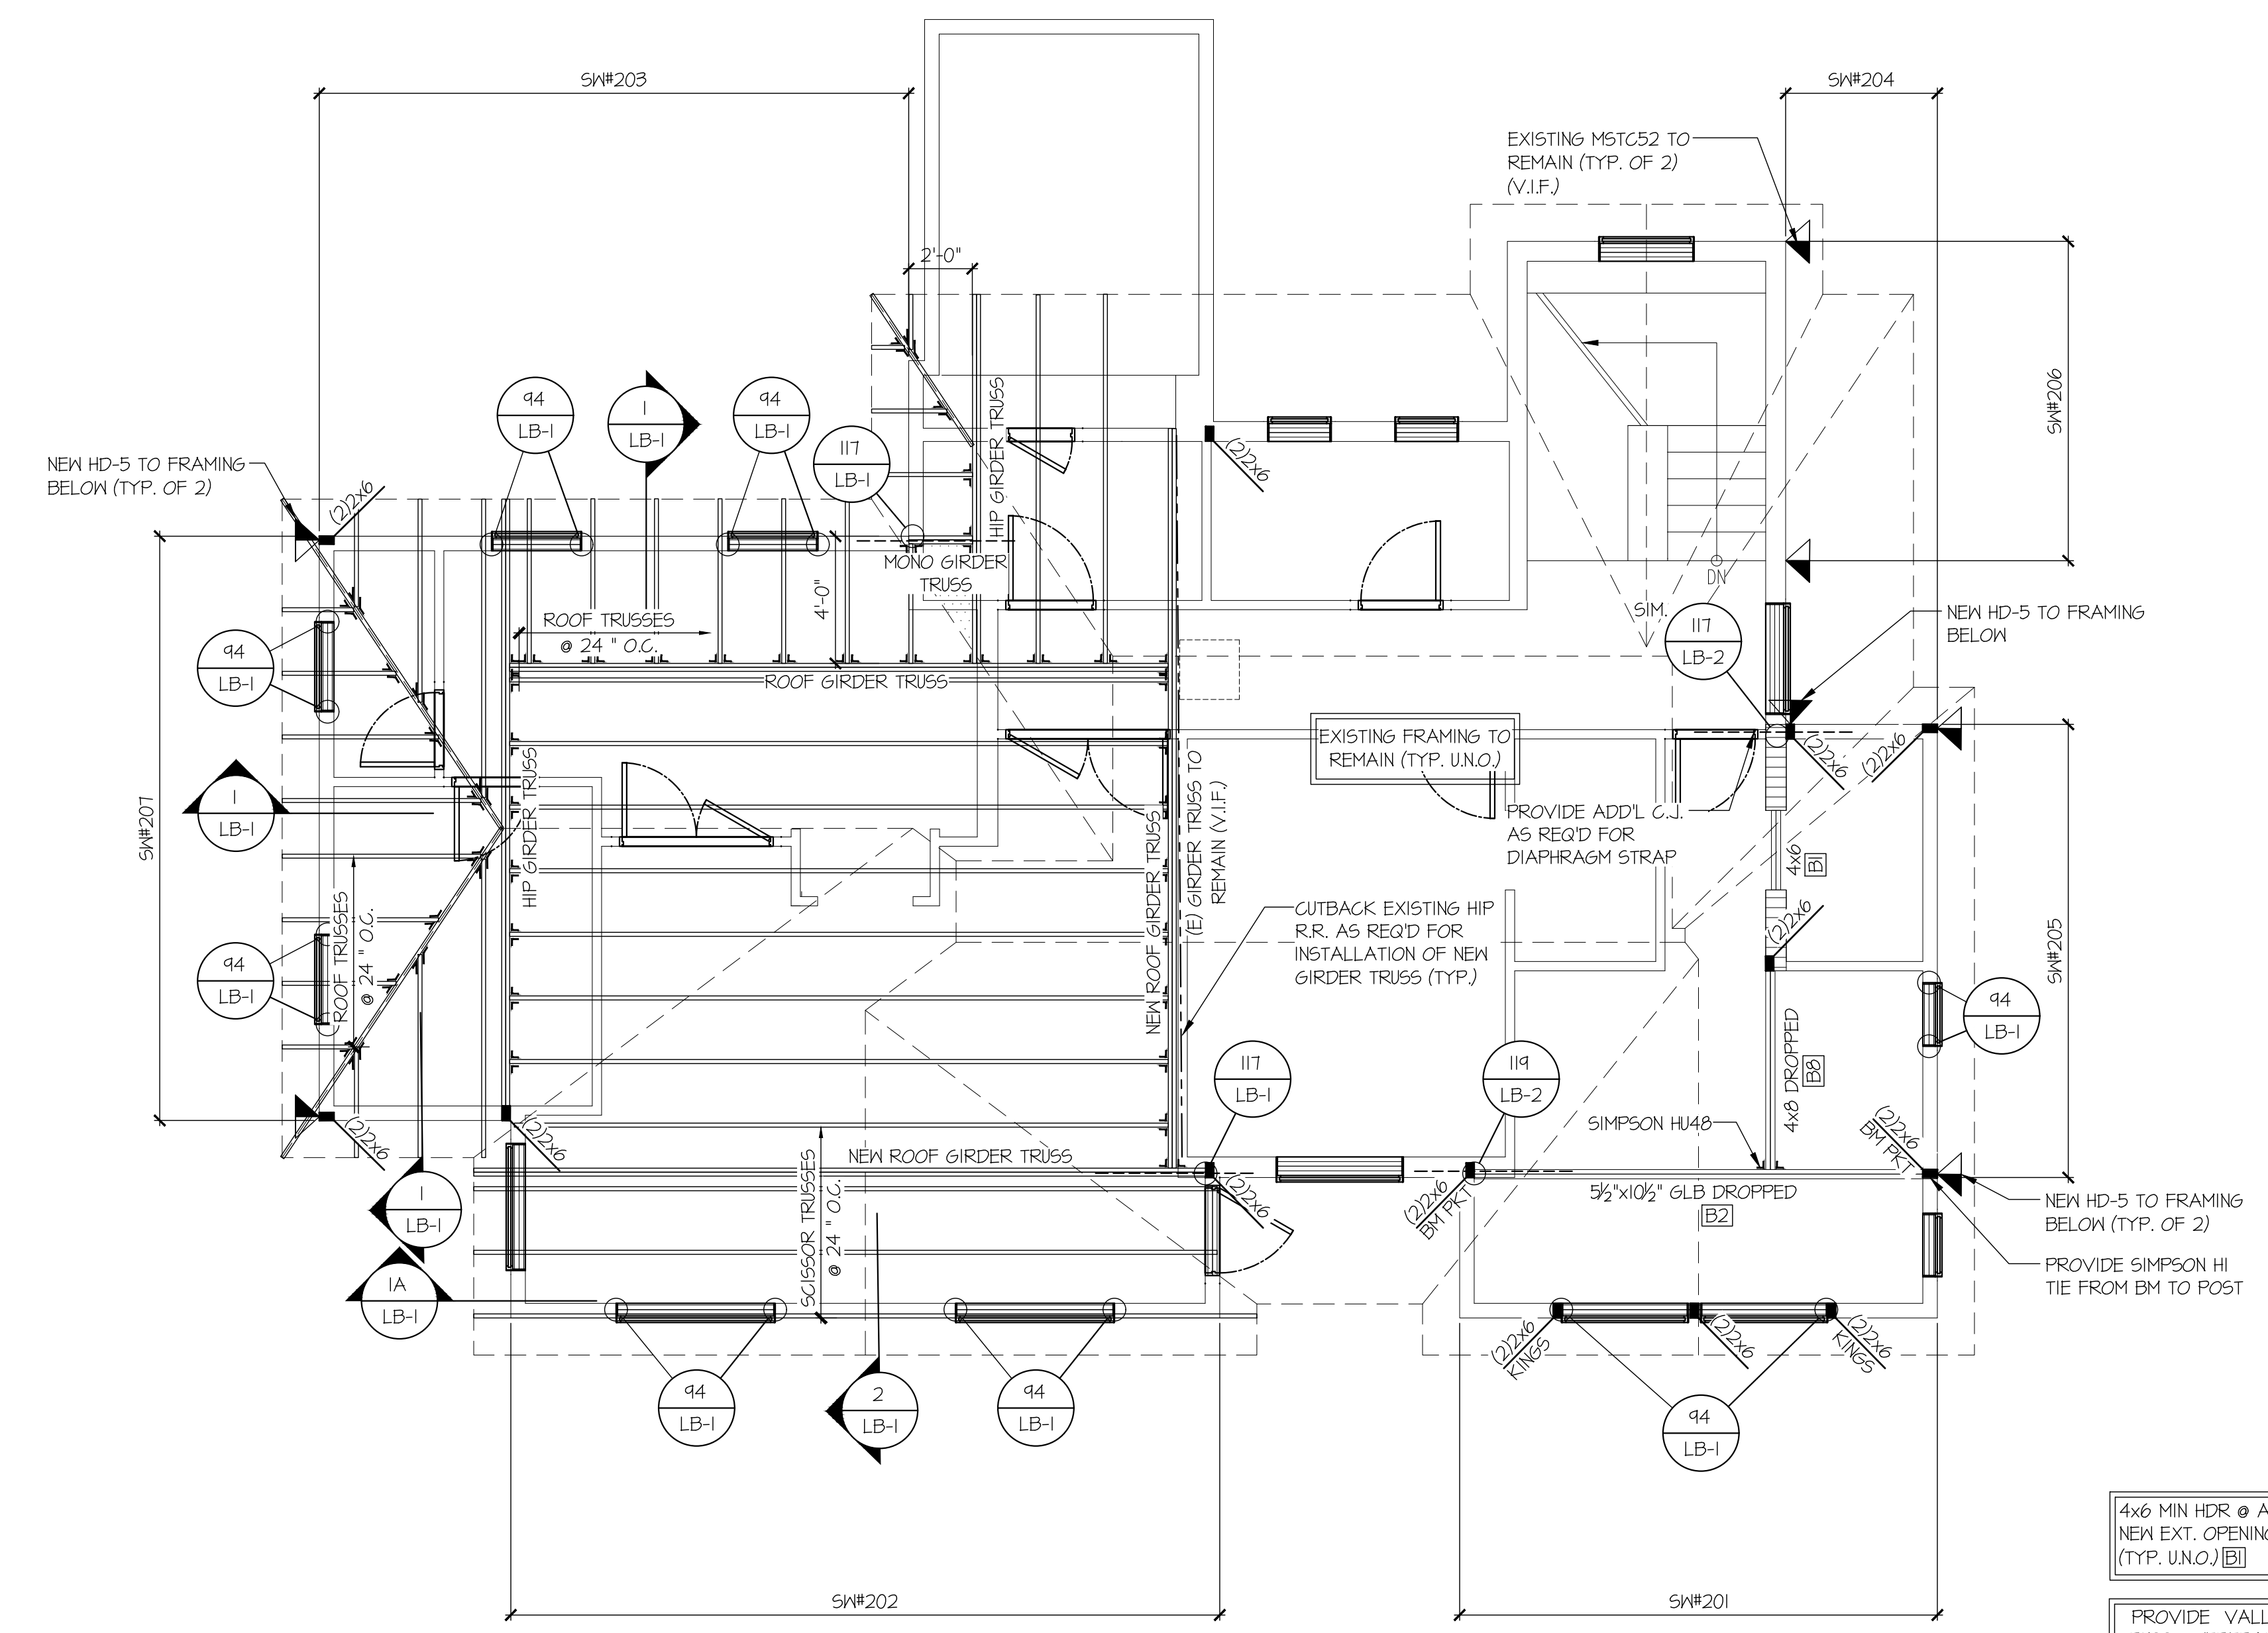 SW#203
SW#204
EXISTING MSTC52 TO
REMAIN (TYP. OF 2)
(V.I.F.)
2'-0"
SW#206
94
LB-1
1
LB-1
94
LB-1
117
LB-1
HIP GIRDER TRUSS
(2)2x6
NEW HD-5 TO FRAMING
BELOW (TYP. OF 2)
(2)2x6
MONO GIRDER
TRUSS
4'-0"
ROOF TRUSSES
@ 24 " O.C.
DN
SIM.
117
LB-2
NEW HD-5 TO FRAMING
BELOW
94
LB-1
ROOF GIRDER TRUSS
EXISTING FRAMING TO
REMAIN (TYP. U.N.O.)
(2)2x6
(2)2x6
SW#207
1
LB-1
HIP GIRDER TRUSS
NEW ROOF GIRDER TRUSS
(E) GIRDER TRUSS TO
REMAIN (V.I.F.)
PROVIDE ADD'L C.J.
AS REQ'D FOR
DIAPHRAGM STRAP
4x6
B1
CUTBACK EXISTING HIP
R.R. AS REQ'D FOR
INSTALLATION OF NEW
GIRDER TRUSS (TYP.)
(2)2x6
SW#205
94
LB-1
ROOF TRUSSES
@ 24 " O.C.
94
LB-1
117
LB-1
119
LB-2
4x8 DROPPED
B8
SIMPSON HU48
(2)2x6
BM PKT
(2)2x6
(2)2x6
SCISSOR TRUSSES
@ 24 " O.C.
NEW ROOF GIRDER TRUSS
(2)2x6
(2)2x6
BM PKT
5½"x10½" GLB DROPPED
B2
NEW HD-5 TO FRAMING
BELOW (TYP. OF 2)
PROVIDE SIMPSON H1
TIE FROM BM TO POST
1
LB-1
1A
LB-1
(2)2x6
KINGS
(2)2x6
(2)2x6
KINGS
94
LB-1
2
LB-1
94
LB-1
94
LB-1
4x6 MIN HDR @ A
NEW EXT. OPENING
(TYP. U.N.O.) B1
SW#202
SW#201
PROVIDE VALL